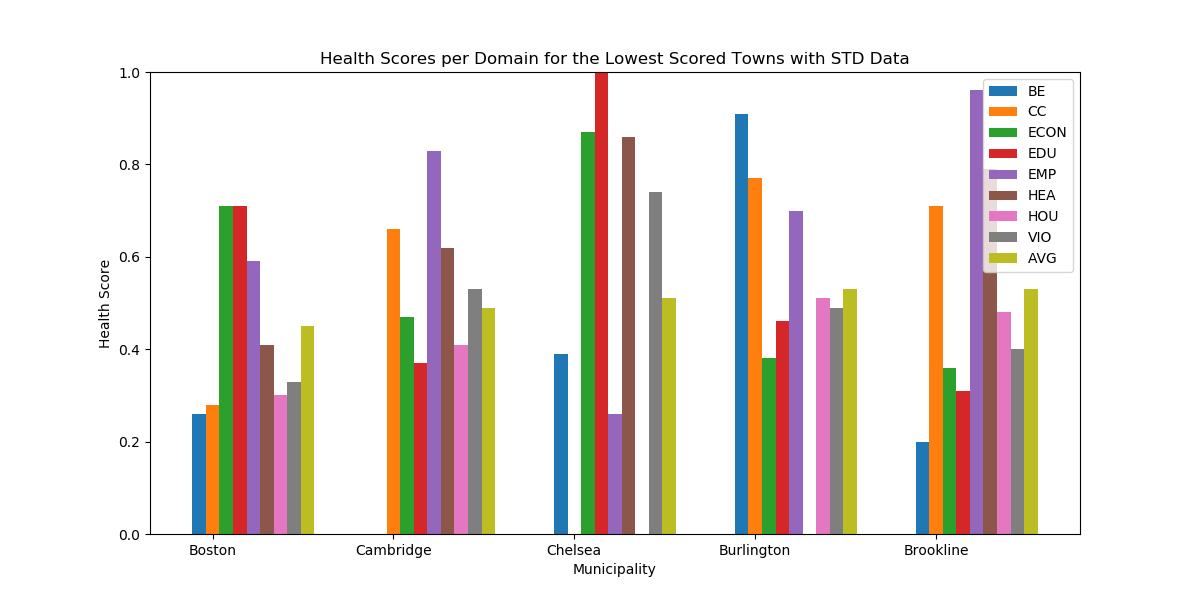 Health Scores per Domain for the Lowest Scored Towns with STD Data
1.0
0.8
0.6
0.4
0.2
0.0
Health Score
BE
CC
ECON
EDU
EMP
HEA
HOU
VIO
AVG
Boston
Cambridge
Chelsea
Burlington
Brookline
Municipality